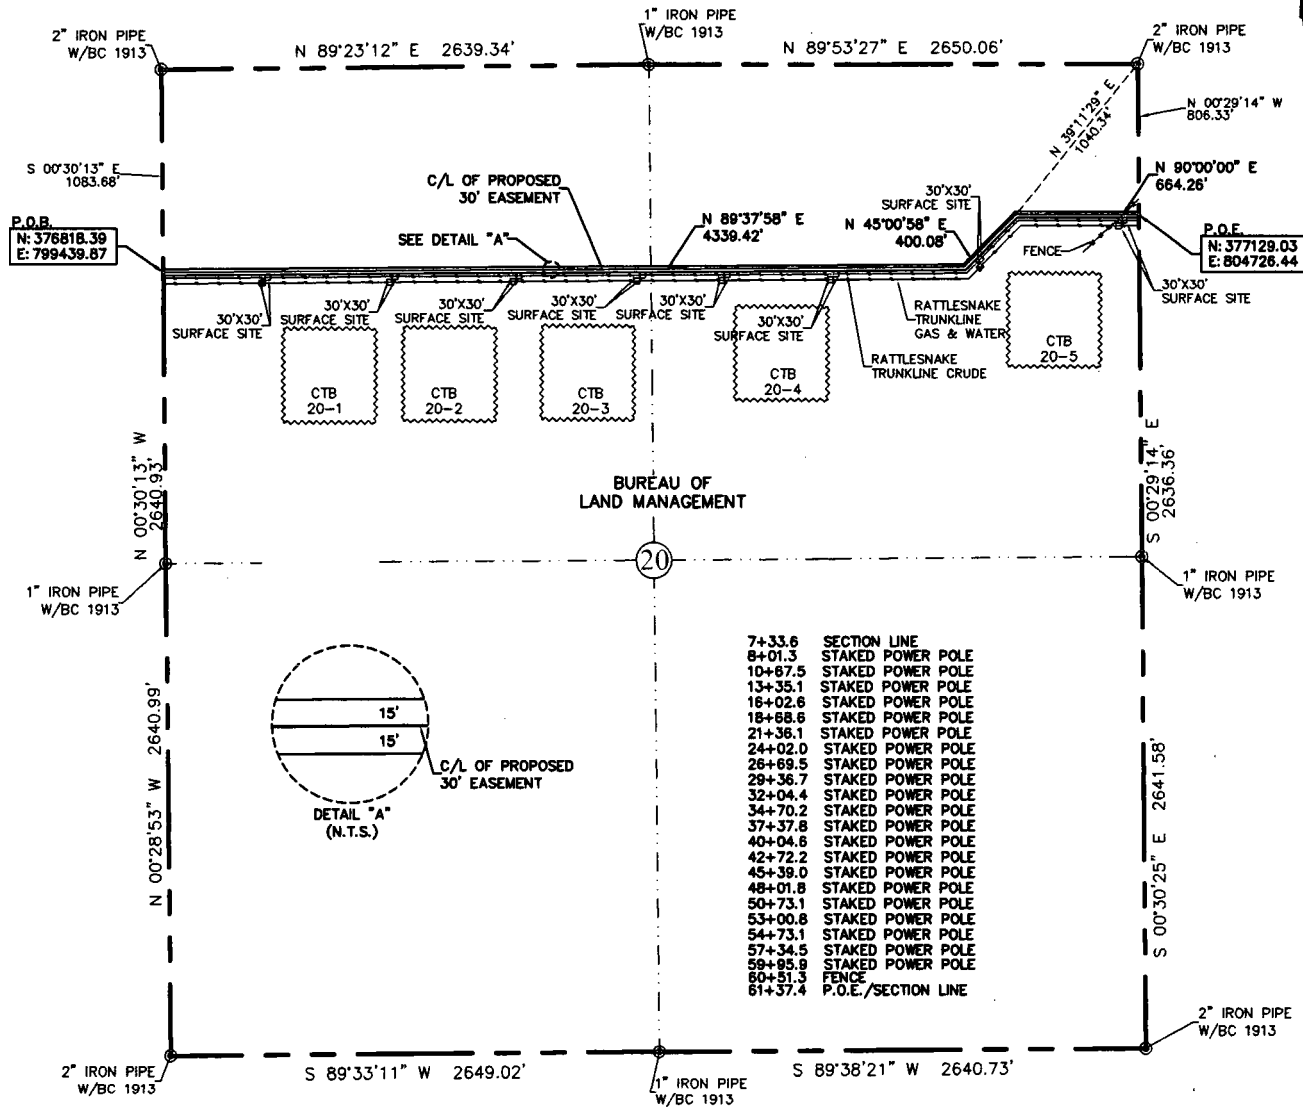 1" IRON PIPE
W/BC 1913
2" IRON PIPE
W/BC 1913
2" IRON PIPE
W/BC 1913
N 89°23'12" E 2639.34'
N 89°53'27" E 2650.06'
N 00°29'14" W
806.33'
N 39°11'29" E
1040.34'
S 00°30'13" E
1083.68'
C/L OF PROPOSED
30' EASEMENT
30'X30'
SURFACE SITE
N 90°00'00" E
664.26'
P.O.B.
N: 376818.39
E: 799439.87
SEE DETAIL "A"
N 89°37'58" E
4339.42'
N 45°00'58" E
400.08'
FENCE
P.O.E.
N: 377129.03
E: 804726.44
30'X30'
SURFACE SITE
30'X30'
SURFACE SITE
30'X30'
SURFACE SITE
30'X30'
SURFACE SITE
30'X30'
SURFACE SITE
30'X30'
SURFACE SITE
30'X30'
SURFACE SITE
RATTLESNAKE
TRUNKLINE
GAS & WATER
RATTLESNAKE
TRUNKLINE CRUDE
CTB
20-1
CTB
20-2
CTB
20-3
CTB
20-4
CTB
20-5
N 00°30'13" W
2640.93'
BUREAU OF
LAND MANAGEMENT
S 00°29'14" E
2636.36'
20
1" IRON PIPE
W/BC 1913
1" IRON PIPE
W/BC 1913
N 00°28'53" W 2640.99'
15'
15'
C/L OF PROPOSED
30' EASEMENT
DETAIL "A"
(N.T.S.)
7+33.6 SECTION LINE
8+01.3 STAKED POWER POLE
10+67.5 STAKED POWER POLE
13+35.1 STAKED POWER POLE
16+02.6 STAKED POWER POLE
18+68.6 STAKED POWER POLE
21+36.1 STAKED POWER POLE
24+02.0 STAKED POWER POLE
26+69.5 STAKED POWER POLE
29+36.7 STAKED POWER POLE
32+04.4 STAKED POWER POLE
34+70.2 STAKED POWER POLE
37+37.8 STAKED POWER POLE
40+04.6 STAKED POWER POLE
42+72.2 STAKED POWER POLE
45+39.0 STAKED POWER POLE
48+01.8 STAKED POWER POLE
50+73.1 STAKED POWER POLE
53+00.8 STAKED POWER POLE
54+73.1 STAKED POWER POLE
57+34.5 STAKED POWER POLE
59+95.9 STAKED POWER POLE
60+51.3 FENCE
61+37.4 P.O.E./SECTION LINE
S 00°30'25" E 2641.58'
2" IRON PIPE
W/BC 1913
S 89°33'11" W 2649.02'
1" IRON PIPE
W/BC 1913
S 89°38'21" W 2640.73'
2" IRON PIPE
W/BC 1913